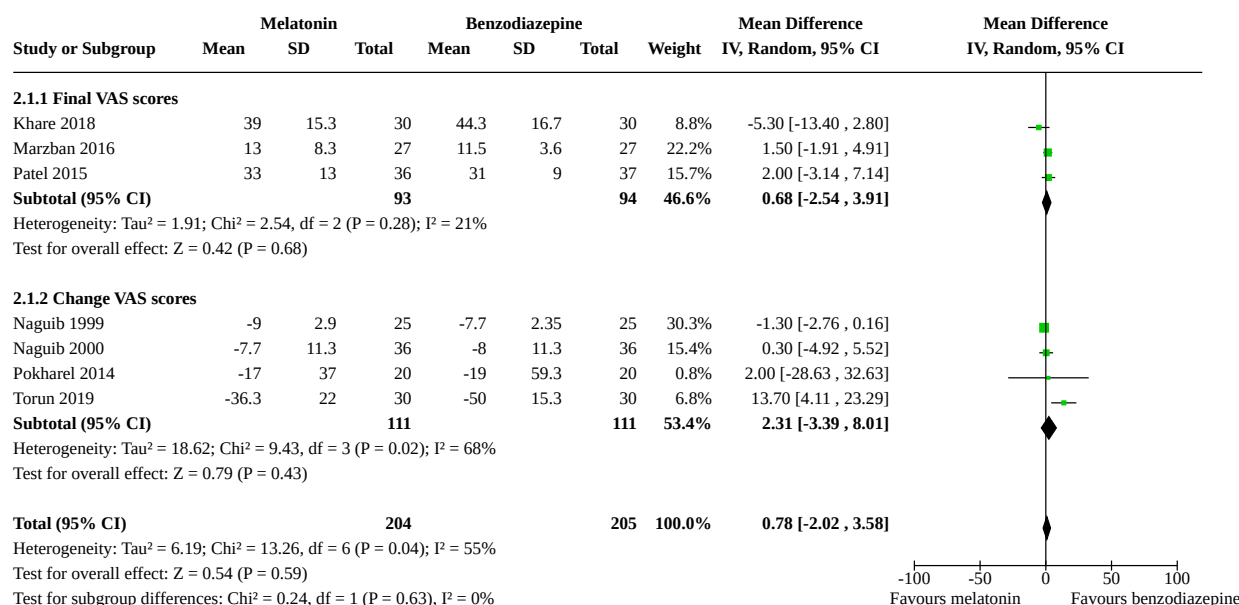 Melatonin Benzodiazepine Mean Difference Mean Difference
Study or Subgroup Mean SD Total Mean SD Total Weight IV, Random, 95% CI IV, Random, 95% CI
2.1.1 Final VAS scores
Khare 2018 39 15.3 30 44.3 16.7 30 8.8% -5.30 [-13.40 , 2.80]
Marzban 2016 13 8.3 27 11.5 3.6 27 22.2% 1.50 [-1.91 , 4.91]
Patel 2015 33 13 36 31 9 37 15.7% 2.00 [-3.14 , 7.14]
Subtotal (95% CI) 93 94 46.6% 0.68 [-2.54 , 3.91]
Heterogeneity: Tau² = 1.91; Chi² = 2.54, df = 2 (P = 0.28); I² = 21%
Test for overall effect: Z = 0.42 (P = 0.68)
2.1.2 Change VAS scores
Naguib 1999 -9 2.9 25 -7.7 2.35 25 30.3% -1.30 [-2.76 , 0.16]
Naguib 2000 -7.7 11.3 36 -8 11.3 36 15.4% 0.30 [-4.92 , 5.52]
Pokharel 2014 -17 37 20 -19 59.3 20 0.8% 2.00 [-28.63 , 32.63]
Torun 2019 -36.3 22 30 -50 15.3 30 6.8% 13.70 [4.11 , 23.29]
Subtotal (95% CI) 111 111 53.4% 2.31 [-3.39 , 8.01]
Heterogeneity: Tau² = 18.62; Chi² = 9.43, df = 3 (P = 0.02); I² = 68%
Test for overall effect: Z = 0.79 (P = 0.43)
Total (95% CI) 204 205 100.0% 0.78 [-2.02 , 3.58]
Heterogeneity: Tau² = 6.19; Chi² = 13.26, df = 6 (P = 0.04); I² = 55%
Test for overall effect: Z = 0.54 (P = 0.59) -100 -50 0 50 100
Test for subgroup differences: Chi² = 0.24, df = 1 (P = 0.63), I² = 0% Favours melatonin Favours benzodiazepine